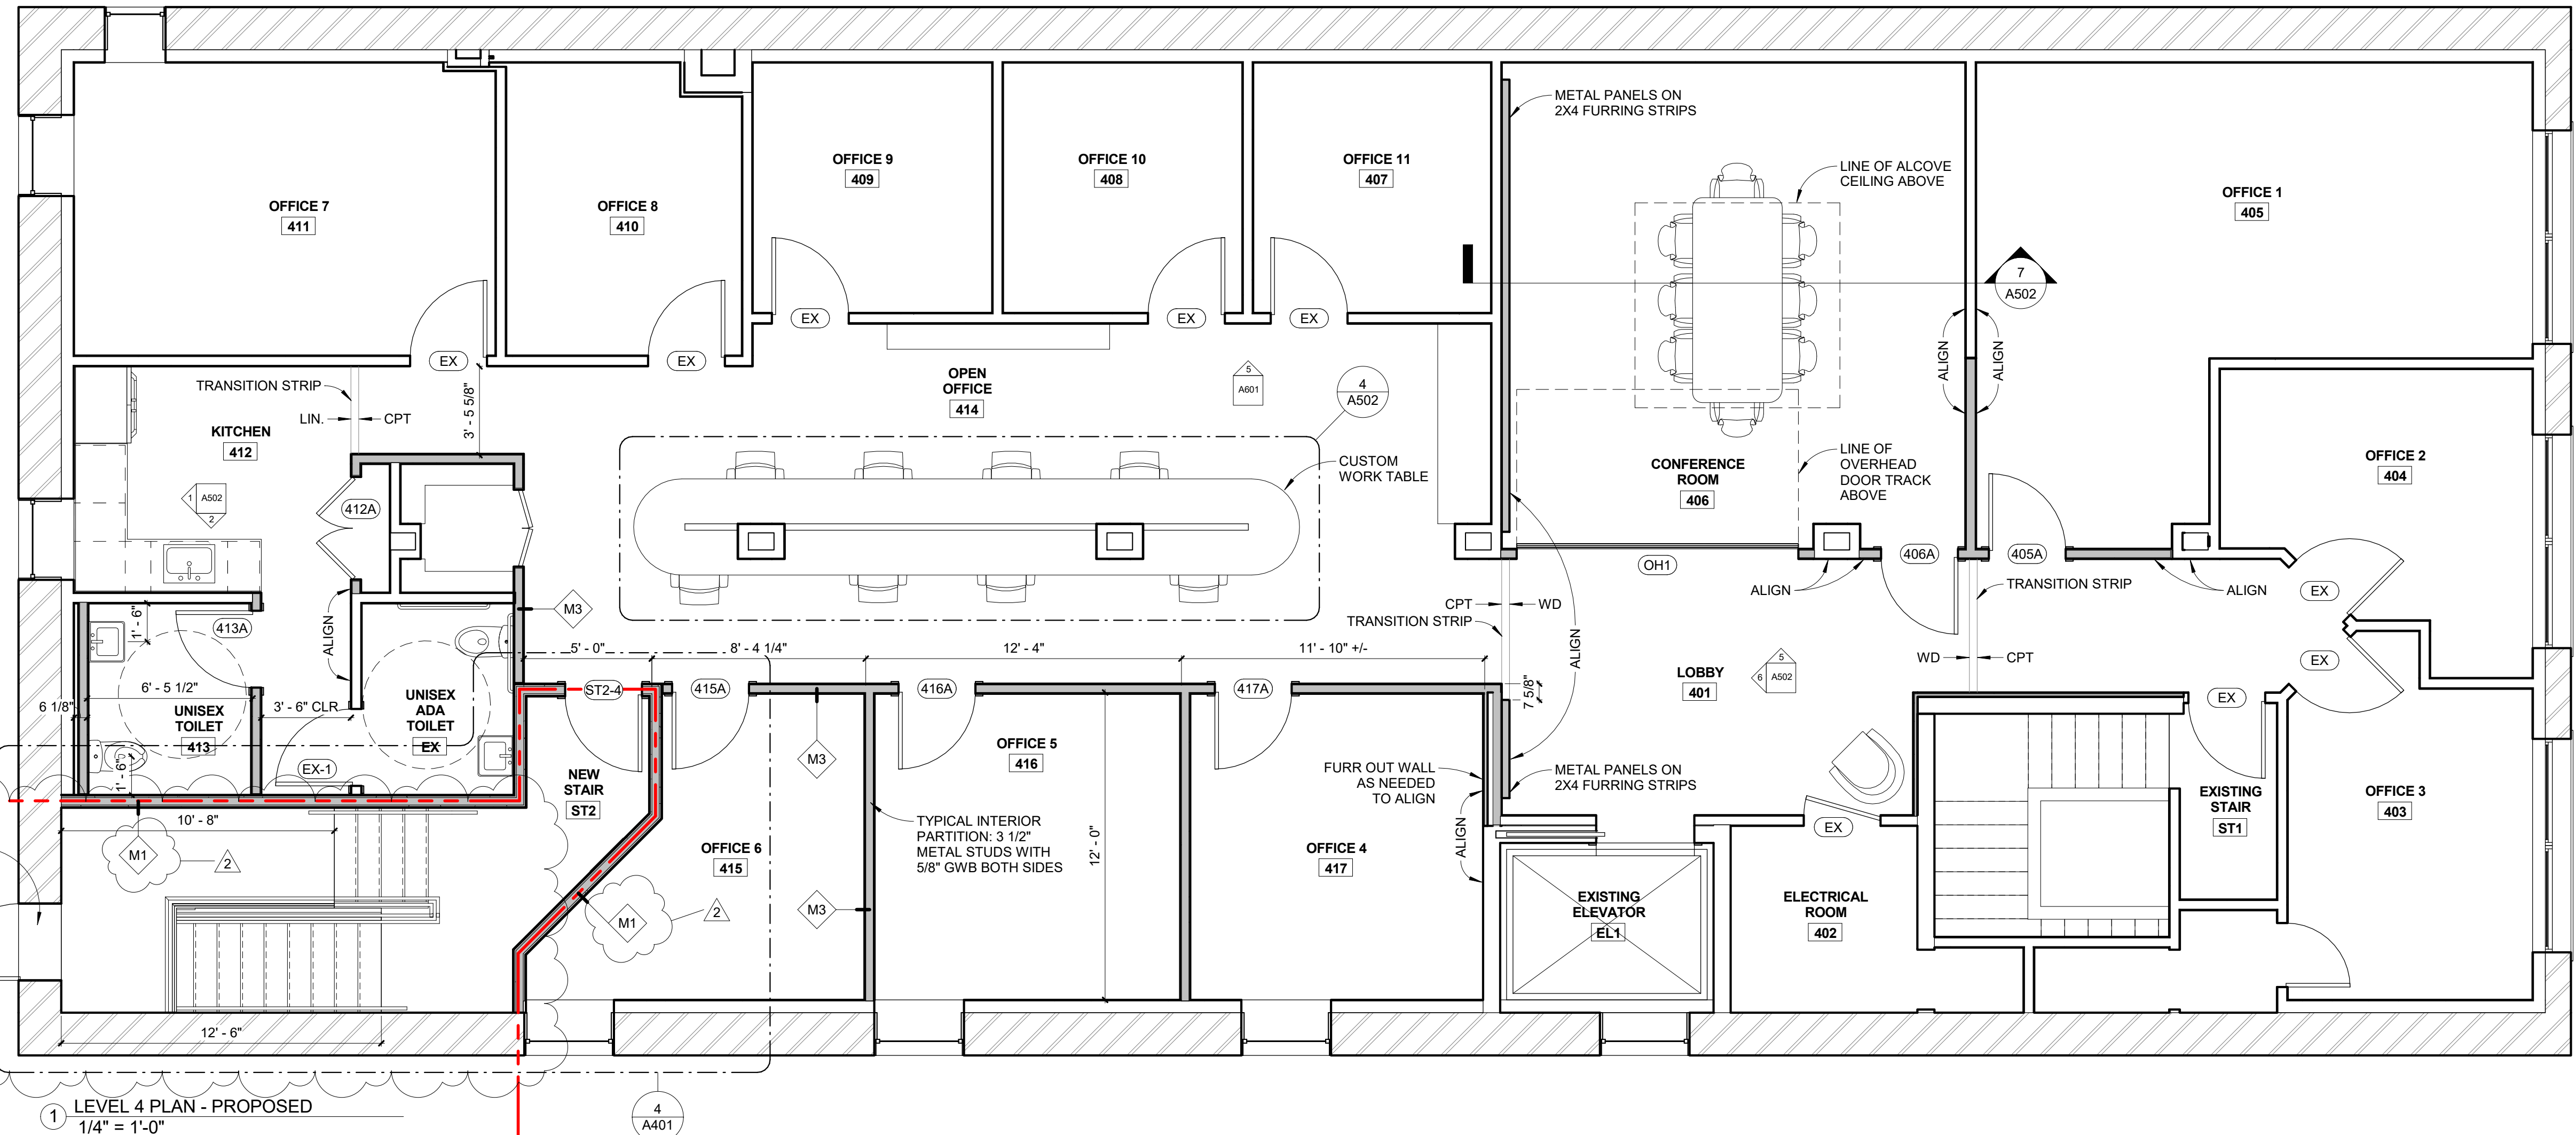 METAL PANELS ON
2X4 FURRING STRIPS
OFFICE 9
409
OFFICE 10
408
OFFICE 11
407
LINE OF ALCOVE
CEILING ABOVE
OFFICE 7
411
OFFICE 8
410
OFFICE 1
405
7
A502
EX
EX
EX
EX
EX
ALIGN
ALIGN
TRANSITION STRIP
LIN.
CPT
3' - 5 5/8"
OPEN
OFFICE
414
5
A601
4
A502
KITCHEN
412
CUSTOM
WORK TABLE
CONFERENCE
ROOM
406
LINE OF
OVERHEAD
DOOR TRACK
ABOVE
OFFICE 2
404
1
A502
2
412A
OH1
406A
405A
ALIGN
TRANSITION STRIP
ALIGN
EX
M3
CPT
WD
TRANSITION STRIP
ALIGN
1' - 6"
413A
ALIGN
5' - 0"
8' - 4 1/4"
12' - 4"
11' - 10" +/-
LOBBY
401
5
6
A502
WD
CPT
EX
6' - 5 1/2"
6 1/8"
UNISEX
TOILET
413
3' - 6" CLR
UNISEX
ADA
TOILET
EX
ST2-4
415A
416A
417A
7 5/8"
EX
1' - 6"
EX-1
NEW
STAIR
ST2
M3
OFFICE 5
416
FURR OUT WALL
AS NEEDED
TO ALIGN
METAL PANELS ON
2X4 FURRING STRIPS
EXISTING
STAIR
ST1
OFFICE 3
403
10' - 8"
M1
2
TYPICAL INTERIOR
PARTITION: 3 1/2"
METAL STUDS WITH
5/8" GWB BOTH SIDES
12' - 0"
OFFICE 6
415
OFFICE 4
417
ALIGN
EX
M1
2
M3
EXISTING
ELEVATOR
EL1
ELECTRICAL
ROOM
402
12' - 6"
1
LEVEL 4 PLAN - PROPOSED
1/4" = 1'-0"
4
A401